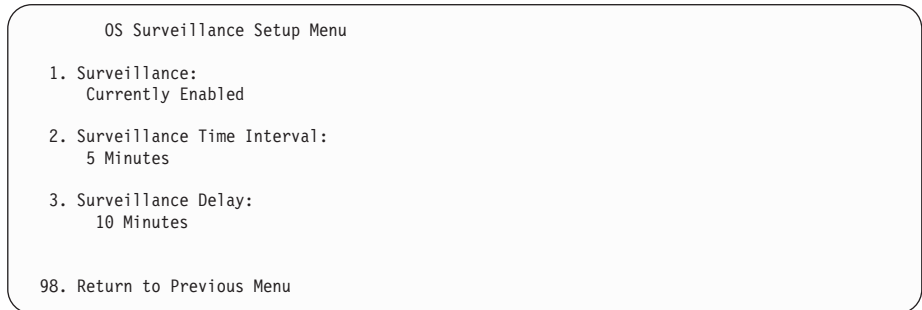 OS Surveillance Setup Menu
1. Surveillance:
Currently Enabled
2. Surveillance Time Interval:
5 Minutes
3. Surveillance Delay:
10 Minutes
98. Return to Previous Menu